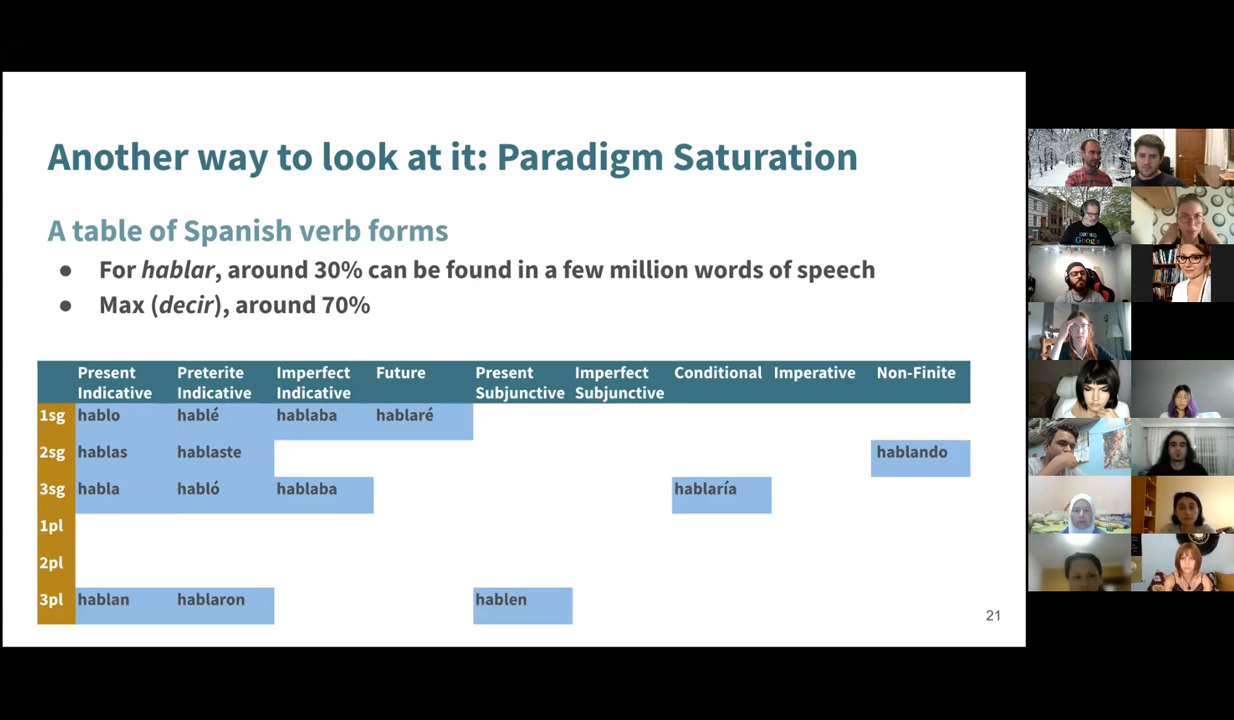 Another way to look at it: Paradigm Saturation
A table of Spanish verb forms
● For hablar, around 30% can be found in a few million words of speech
● Max (decir), around 70%
Present Indicative Preterite Indicative Imperfect Indicative Future Present Subjunctive Imperfect Subjunctive Conditional Imperative Non-Finite
1sg hablo hablé hablaba hablaré
2sg hablas hablaste hablando
3sg habla habló hablaba hablaría
1pl
2pl
3pl hablan hablaron hablen
21
Google